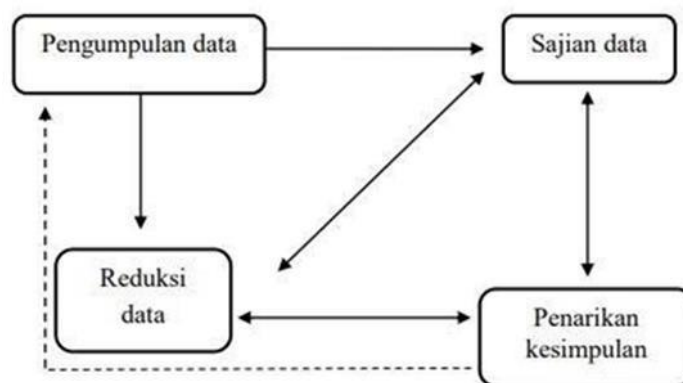 Pengumpulan data
Sajian data
Reduksi
data
Penarikan
kesimpulan